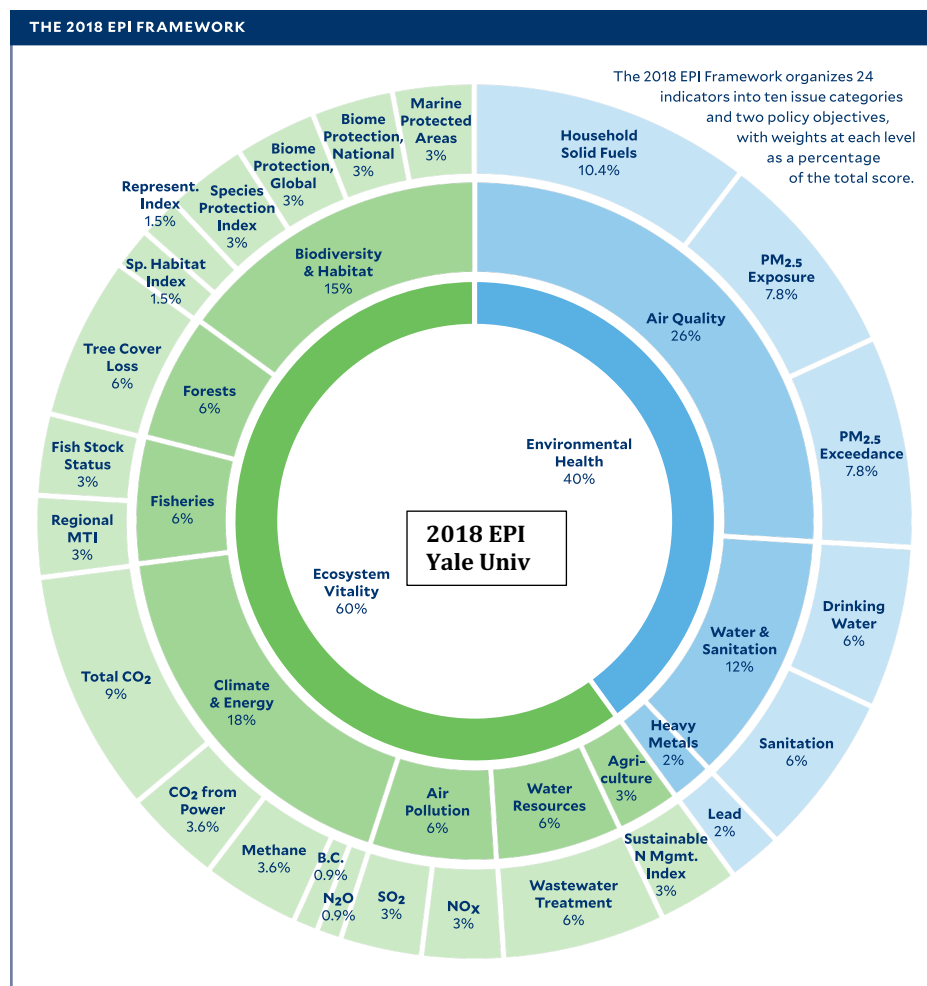 THE 2018 EPI FRAMEWORK
The 2018 EPI Framework organizes 24
indicators into ten issue categories
and two policy objectives,
with weights at each level
as a percentage
of the total score.
Household
Solid Fuels
10.4%
PM2.5
Exposure
7.8%
PM2.5
Exceedance
7.8%
Drinking
Water
6%
Sanitation
6%
Lead
2%
Sustainable
N Mgmt.
Index
3%
Wastewater
Treatment
6%
NOX
3%
SO2
3%
N2O
0.9%
B.C.
0.9%
Methane
3.6%
CO2 from
Power
3.6%
Total CO2
9%
Regional
MTI
3%
Fish Stock
Status
3%
Tree Cover
Loss
6%
Sp. Habitat
Index
1.5%
Represent.
Index
1.5%
Species
Protection
Index
3%
Biome
Protection,
Global
3%
Biome
Protection,
National
3%
Marine
Protected
Areas
3%
Air Quality
26%
Water &
Sanitation
12%
Heavy
Metals
2%
Agri-
culture
3%
Water
Resources
6%
Air
Pollution
6%
Climate
& Energy
18%
Fisheries
6%
Forests
6%
Biodiversity
& Habitat
15%
Environmental
Health
40%
Ecosystem
Vitality
60%
2018 EPI
Yale Univ